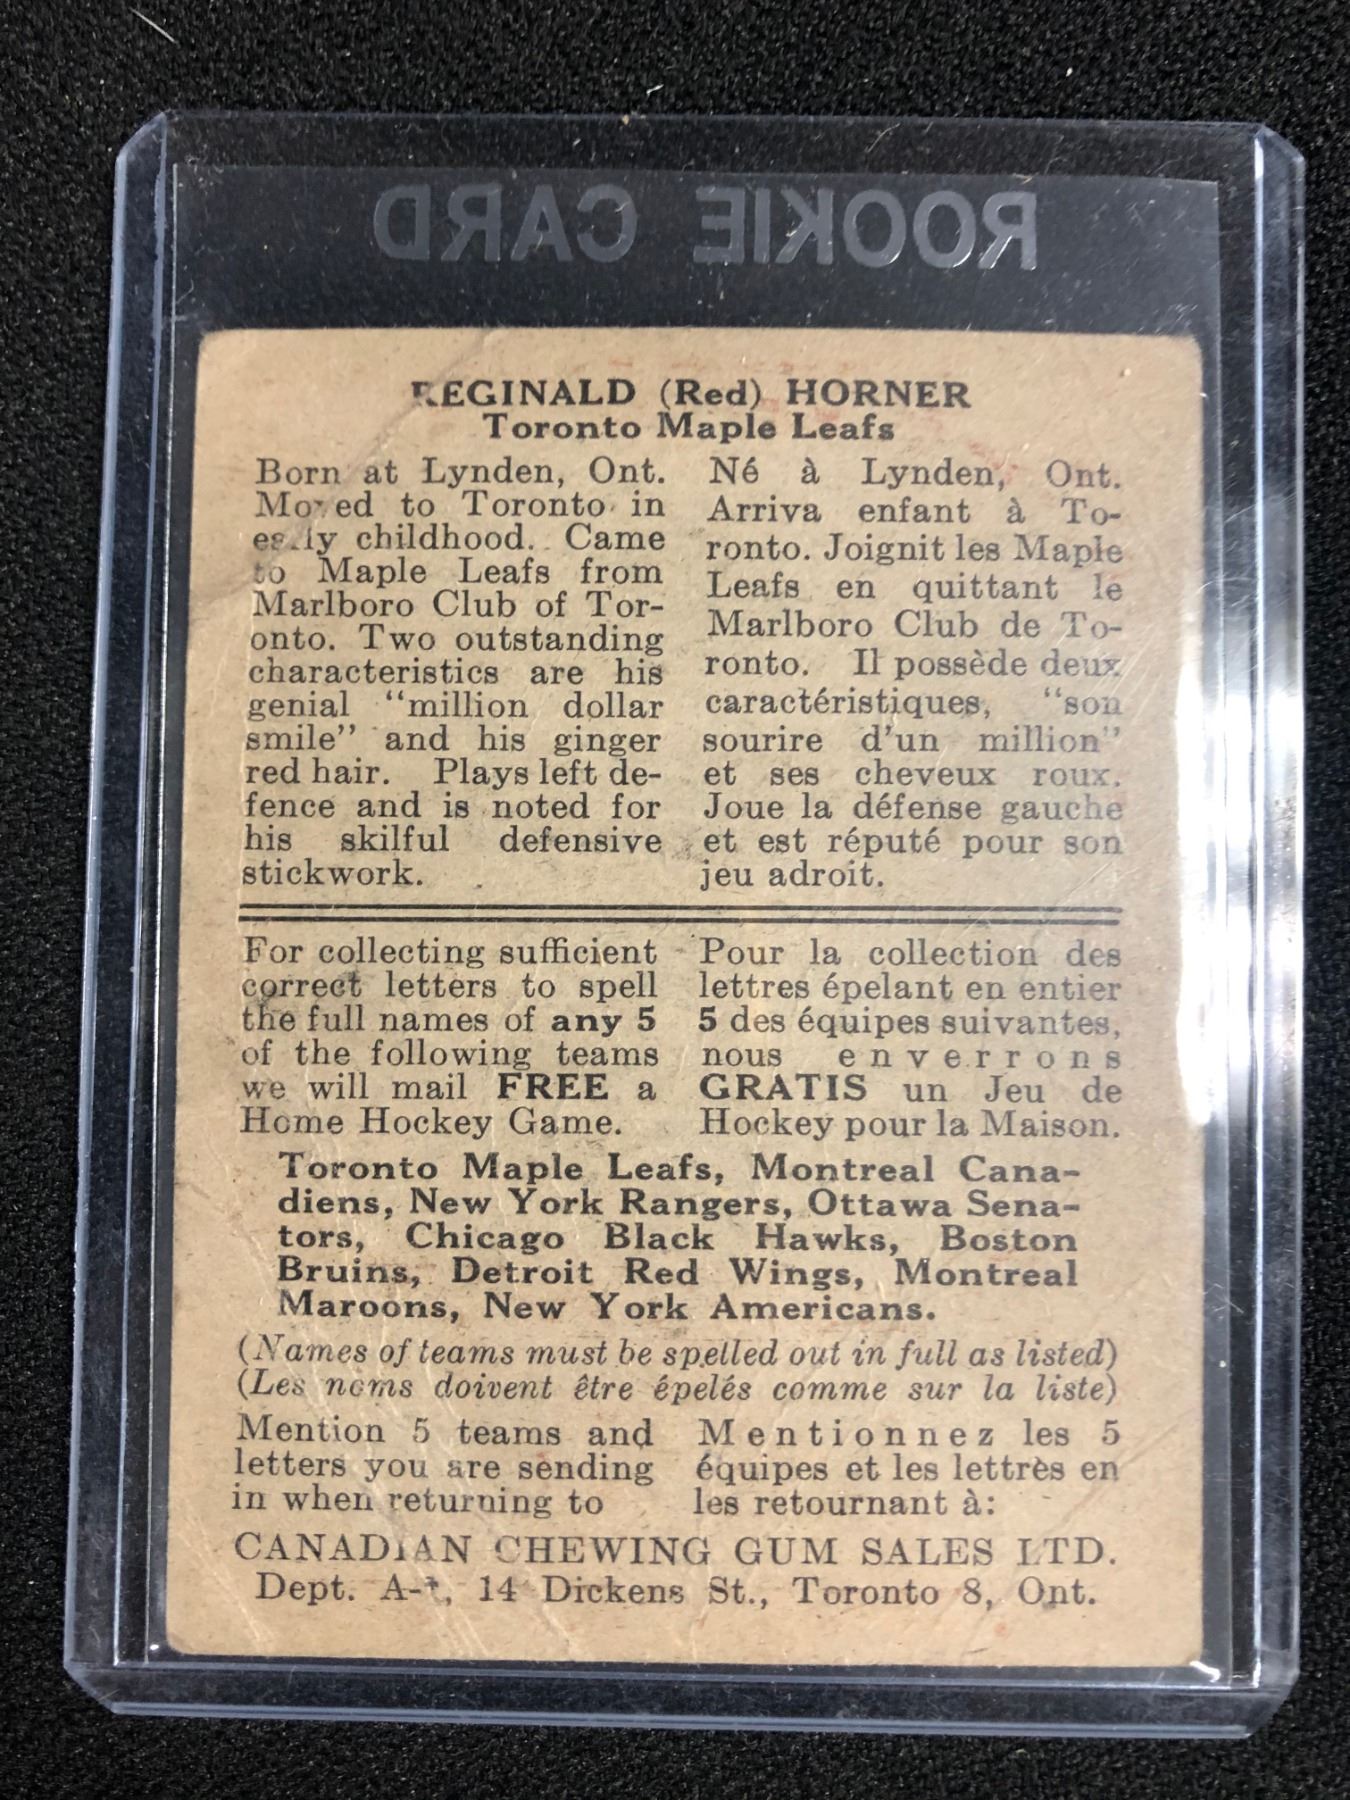 ROOKIE CARD
REGINALD (Red) HORNER
Toronto Maple Leafs
Born at Lynden, Ont.
Moved to Toronto in
early childhood. Came
to Maple Leafs from
Marlboro Club of Tor-
onto. Two outstanding
characteristics are his
genial "million dollar
smile" and his ginger
red hair. Plays left de-
fence and is noted for
his skilful defensive
stickwork.
Né à Lynden, Ont.
Arriva enfant à To-
ronto. Joignit les Maple
Leafs en quittant le
Marlboro Club de To-
ronto. Il possède deux
caractéristiques, "son
sourire d'un million"
et ses cheveux roux.
Joue la défense gauche
et est réputé pour son
jeu adroit.
For collecting sufficient
correct letters to spell
the full names of any 5
of the following teams
we will mail FREE a
Home Hockey Game.
Pour la collection des
lettres épelant en entier
5 des équipes suivantes,
nous enverrons
GRATIS un Jeu de
Hockey pour la Maison.
Toronto Maple Leafs, Montreal Cana-
diens, New York Rangers, Ottawa Sena-
tors, Chicago Black Hawks, Boston
Bruins, Detroit Red Wings, Montreal
Maroons, New York Americans.
(Names of teams must be spelled out in full as listed)
(Les noms doivent être épelés comme sur la liste)
Mention 5 teams and
letters you are sending
in when returning to
Mentionnez les 5
équipes et les lettrès en
les retournant à:
CANADIAN CHEWING GUM SALES LTD.
Dept. 14 Dickens St., Toronto 8, Ont.